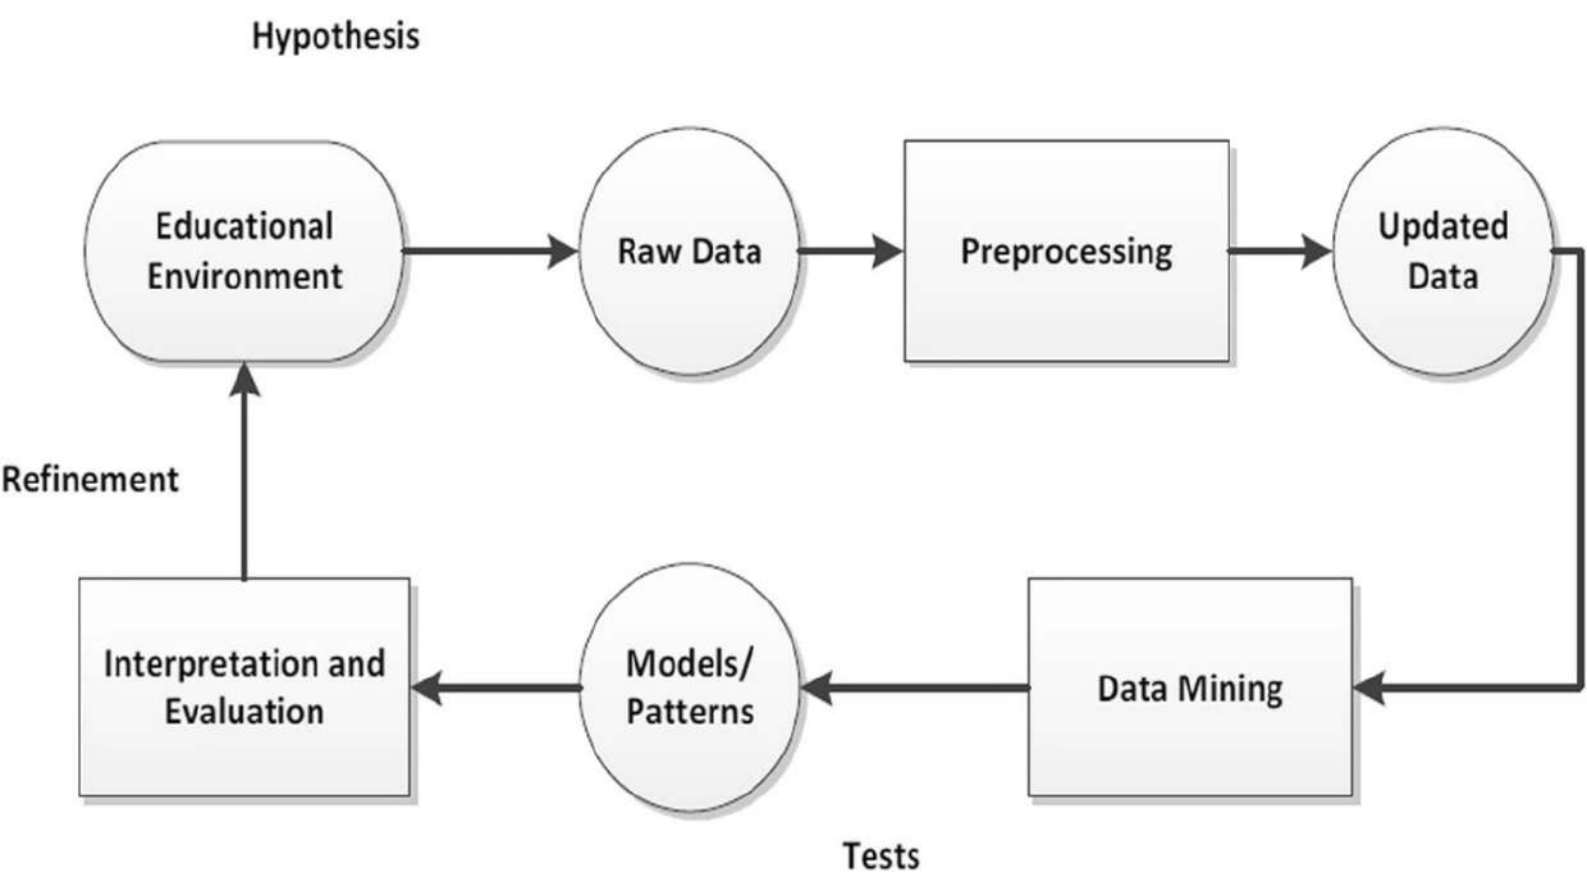 Hypothesis
Educational
Environment
Raw Data
Preprocessing
Updated
Data
Refinement
Interpretation and
Evaluation
Models/
Patterns
Data Mining
Tests